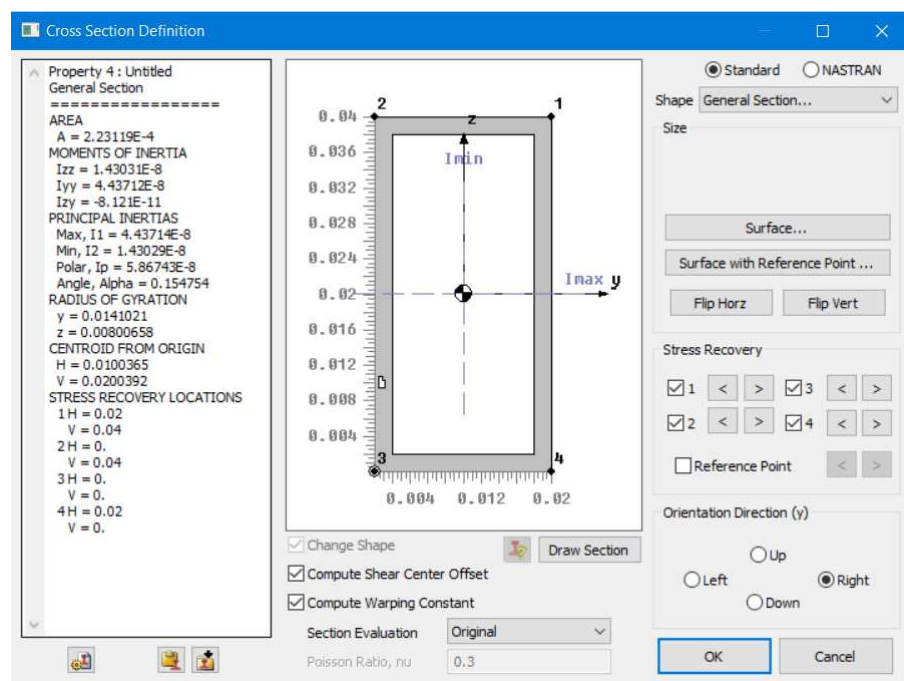 Cross Section Definition
Property 4 : Untitled
General Section
=================
AREA
A = 2.23119E-4
MOMENTS OF INERTIA
Izz = 1.43031E-8
Iyy = 4.43712E-8
Izy = -8.121E-11
PRINCIPAL INERTIAS
Max, I1 = 4.43714E-8
Min, I2 = 1.43029E-8
Polar, Ip = 5.86743E-8
Angle, Alpha = 0.154754
RADIUS OF GYRATION
y = 0.0141021
z = 0.00800658
CENTROID FROM ORIGIN
H = 0.0100365
V = 0.0200392
STRESS RECOVERY LOCATIONS
1H = 0.02
V = 0.04
2H = 0.
V = 0.04
3H = 0.
V = 0.
4H = 0.02
V = 0.
2
1
0.04
z
0.036
Imin
0.032
0.028
0.024
Imax y
0.02
0.016
0.012
0.008
0.004
3
4
0.004 0.012 0.02
Change Shape
Draw Section
Compute Shear Center Offset
Compute Warping Constant
Section Evaluation Original
Poisson Ratio, nu 0.3
Standard NASTRAN
Shape General Section...
Size
Surface...
Surface with Reference Point ...
Flip Horz Flip Vert
Stress Recovery
1 < > 3 < >
2 < > 4 < >
Reference Point < >
Orientation Direction (y)
Up
Left Right
Down
OK Cancel